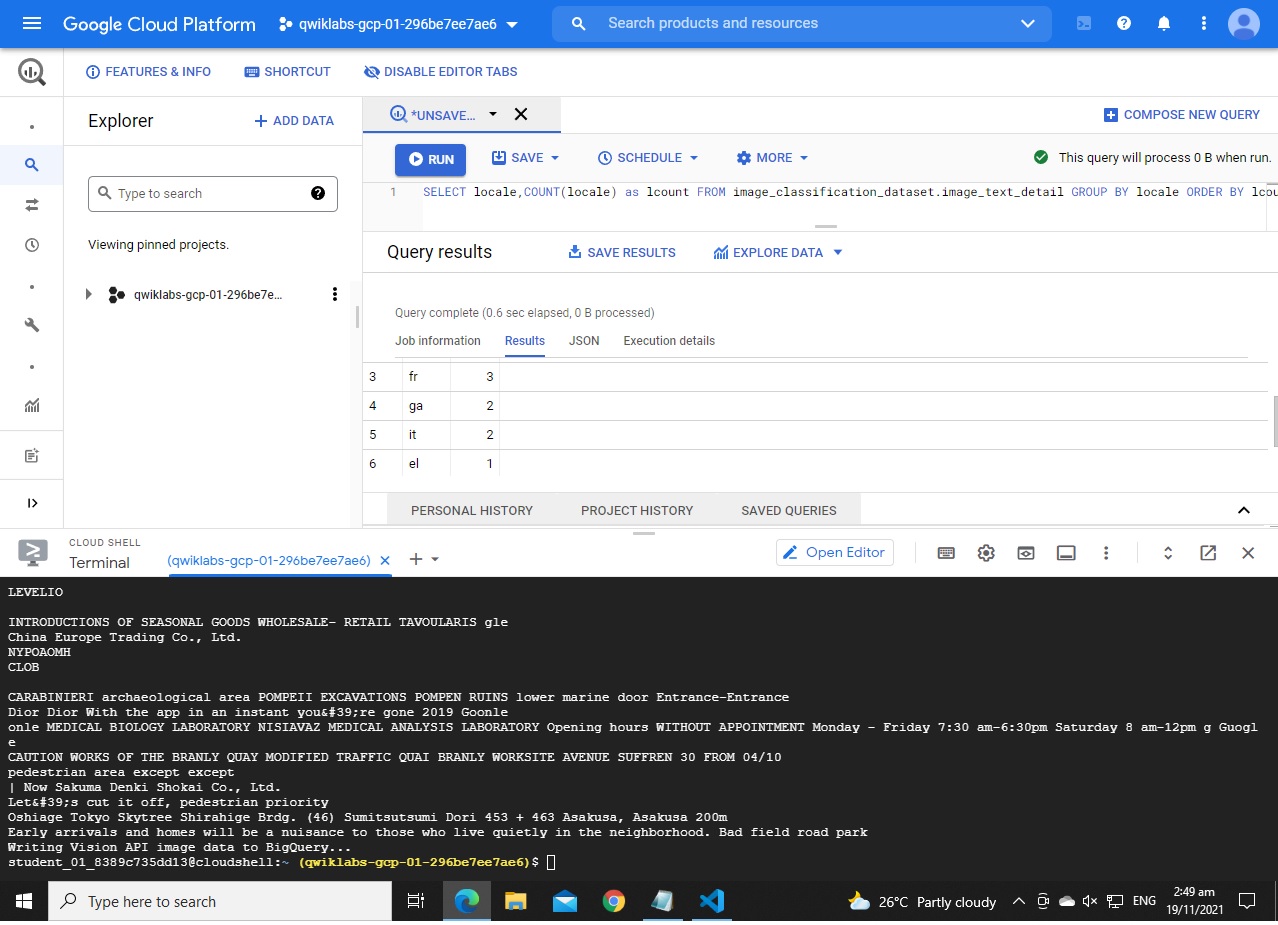 Google Cloud Platform
qwiklabs-gcp-01-296be7ee7ae6
Search products and resources
FEATURES & INFO
SHORTCUT
DISABLE EDITOR TABS
Explorer
ADD DATA
*UNSAVE...
COMPOSE NEW QUERY
RUN
SAVE
SCHEDULE
MORE
This query will process 0 B when run.
Type to search
1 SELECT locale,COUNT(locale) as lcount FROM image_classification_dataset.image_text_detail GROUP BY locale ORDER BY lcou
Viewing pinned projects.
qwiklabs-gcp-01-296be7e...
Query results
SAVE RESULTS
EXPLORE DATA
Query complete (0.6 sec elapsed, 0 B processed)
Job information
Results
JSON
Execution details
3 fr 3
4 ga 2
5 it 2
6 el 1
PERSONAL HISTORY
PROJECT HISTORY
SAVED QUERIES
CLOUD SHELL
Terminal
(qwiklabs-gcp-01-296be7ee7ae6)
Open Editor
LEVELIO
INTRODUCTIONS OF SEASONAL GOODS WHOLESALE- RETAIL TAVOULARIS gle
China Europe Trading Co., Ltd.
NYPOAOMH
CLOB
CARABINIERI archaeological area POMPEII EXCAVATIONS POMPEN RUINS lower marine door Entrance-Entrance
Dior Dior With the app in an instant you&#39;re gone 2019 Goonle
onle MEDICAL BIOLOGY LABORATORY NISIAVAZ MEDICAL ANALYSIS LABORATORY Opening hours WITHOUT APPOINTMENT Monday - Friday 7:30 am-6:30pm Saturday 8 am-12pm g Guogl
e
CAUTION WORKS OF THE BRANLY QUAY MODIFIED TRAFFIC QUAI BRANLY WORKSITE AVENUE SUFFREN 30 FROM 04/10
pedestrian area except except
| Now Sakuma Denki Shokai Co., Ltd.
Let&#39;s cut it off, pedestrian priority
Oshiage Tokyo Skytree Shirahige Brdg. (46) Sumitsutsumi Dori 453 + 463 Asakusa, Asakusa 200m
Early arrivals and homes will be a nuisance to those who live quietly in the neighborhood. Bad field road park
Writing Vision API image data to BigQuery...
student_01_8389c735dd13@cloudshell:~ (qwiklabs-gcp-01-296be7ee7ae6)$
Type here to search
26°C Partly cloudy
ENG
2:49 am
19/11/2021